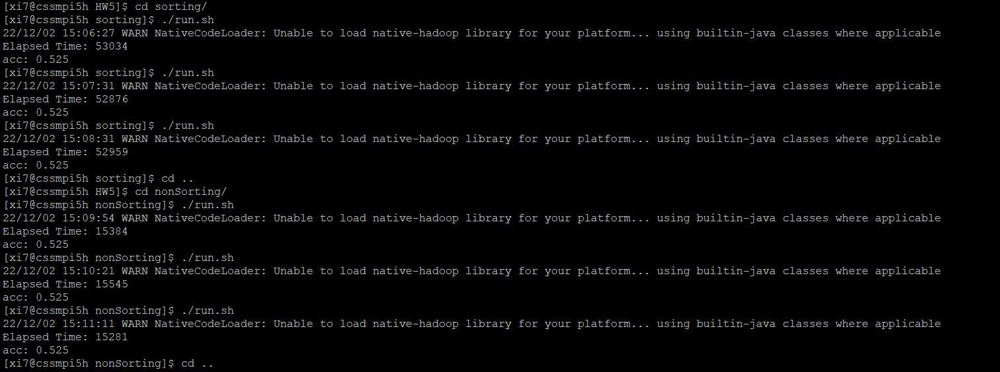 [xi7@cssmpi5h HW5]$ cd sorting/
[xi7@cssmpi5h sorting]$ ./run.sh
22/12/02 15:06:27 WARN NativeCodeLoader: Unable to load native-hadoop library for your platform... using builtin-java classes where applicable
Elapsed Time: 53034
acc: 0.525
[xi7@cssmpi5h sorting]$ ./run.sh
22/12/02 15:07:31 WARN NativeCodeLoader: Unable to load native-hadoop library for your platform... using builtin-java classes where applicable
Elapsed Time: 52876
acc: 0.525
[xi7@cssmpi5h sorting]$ ./run.sh
22/12/02 15:08:31 WARN NativeCodeLoader: Unable to load native-hadoop library for your platform... using builtin-java classes where applicable
Elapsed Time: 52959
acc: 0.525
[xi7@cssmpi5h sorting]$ cd ..
[xi7@cssmpi5h HW5]$ cd nonSorting/
[xi7@cssmpi5h nonSorting]$ ./run.sh
22/12/02 15:09:54 WARN NativeCodeLoader: Unable to load native-hadoop library for your platform... using builtin-java classes where applicable
Elapsed Time: 15384
acc: 0.525
[xi7@cssmpi5h nonSorting]$ ./run.sh
22/12/02 15:10:21 WARN NativeCodeLoader: Unable to load native-hadoop library for your platform... using builtin-java classes where applicable
Elapsed Time: 15545
acc: 0.525
[xi7@cssmpi5h nonSorting]$ ./run.sh
22/12/02 15:11:11 WARN NativeCodeLoader: Unable to load native-hadoop library for your platform... using builtin-java classes where applicable
Elapsed Time: 15281
acc: 0.525
[xi7@cssmpi5h nonSorting]$ cd ..